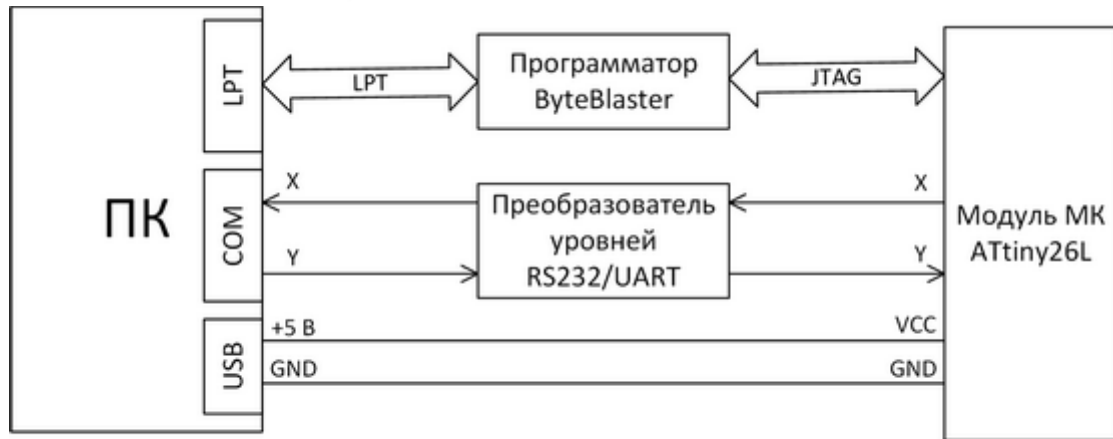 ПК
LPT
LPT
Программатор
ByteBlaster
JTAG
COM
X
Y
Преобразователь
уровней
RS232/UART
X
Y
Модуль МК
ATtiny26L
USB
+5 В
VCC
GND
GND